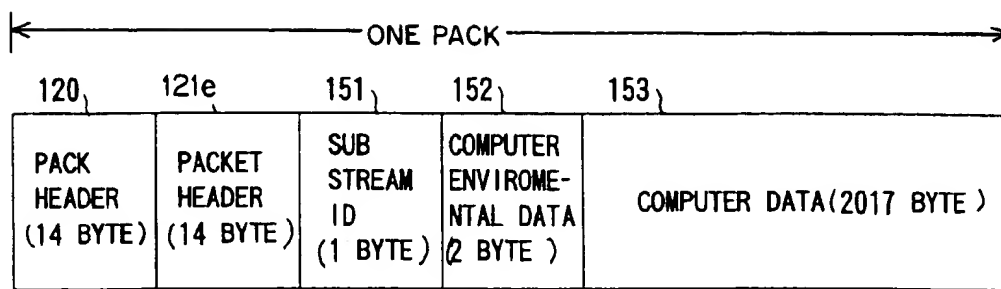 ONE PACK
120 121e 151 152 153
PACK
HEADER
(14 BYTE)
PACKET
HEADER
(14 BYTE)
SUB
STREAM
ID
(1 BYTE)
COMPUTER
ENVIROME-
NTAL DATA
(2 BYTE)
COMPUTER DATA(2017 BYTE)